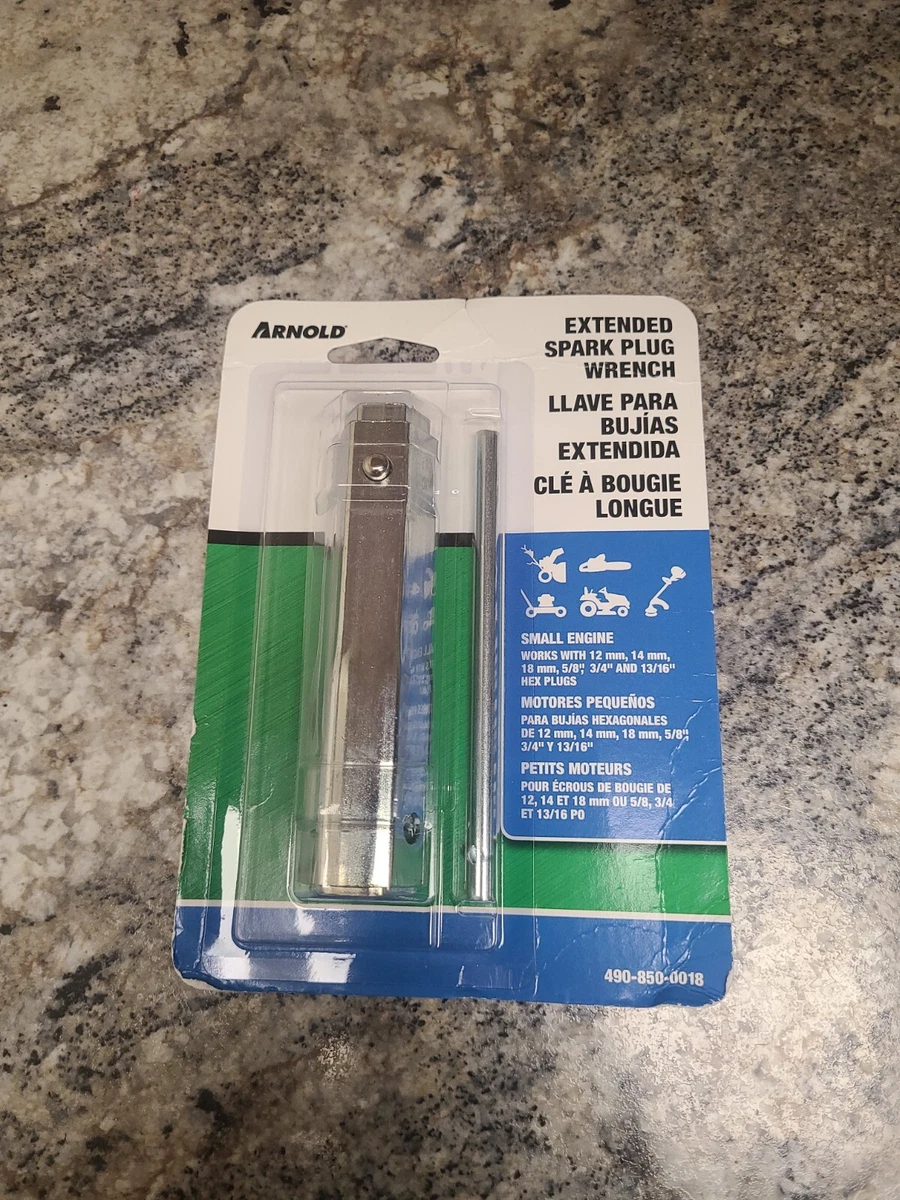 ARNOLD
EXTENDED
SPARK PLUG
WRENCH
LLAVE PARA
BUJÍAS
EXTENDIDA
CLÉ À BOUGIE
LONGUE
SMALL ENGINE
WORKS WITH 12 mm, 14 mm,
18 mm, 5/8", 3/4" AND 13/16"
HEX PLUGS
MOTORES PEQUEÑOS
PARA BUJÍAS HEXAGONALES
DE 12 mm, 14 mm, 18 mm, 5/8",
3/4" Y 13/16"
PETITS MOTEURS
POUR ÉCROUS DE BOUGIE DE
12, 14 ET 18 mm OU 5/8, 3/4
ET 13/16 PO
490-850-0018